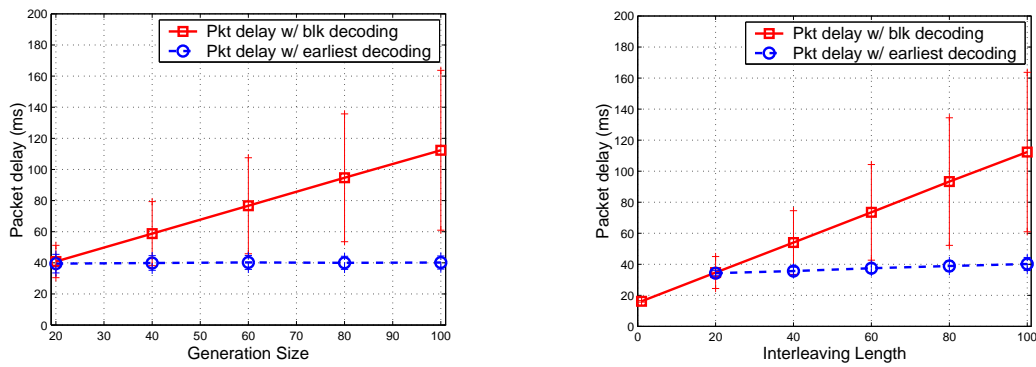 200
180
160
140
120
100
80
60
40
20
0
Packet delay (ms)
Pkt delay w/ blk decoding
Pkt delay w/ earliest decoding
20 30 40 50 60 70 80 90 100
Generation Size
200
180
160
140
120
100
80
60
40
20
0
Packet delay (ms)
Pkt delay w/ blk decoding
Pkt delay w/ earliest decoding
0 20 40 60 80 100
Interleaving Length